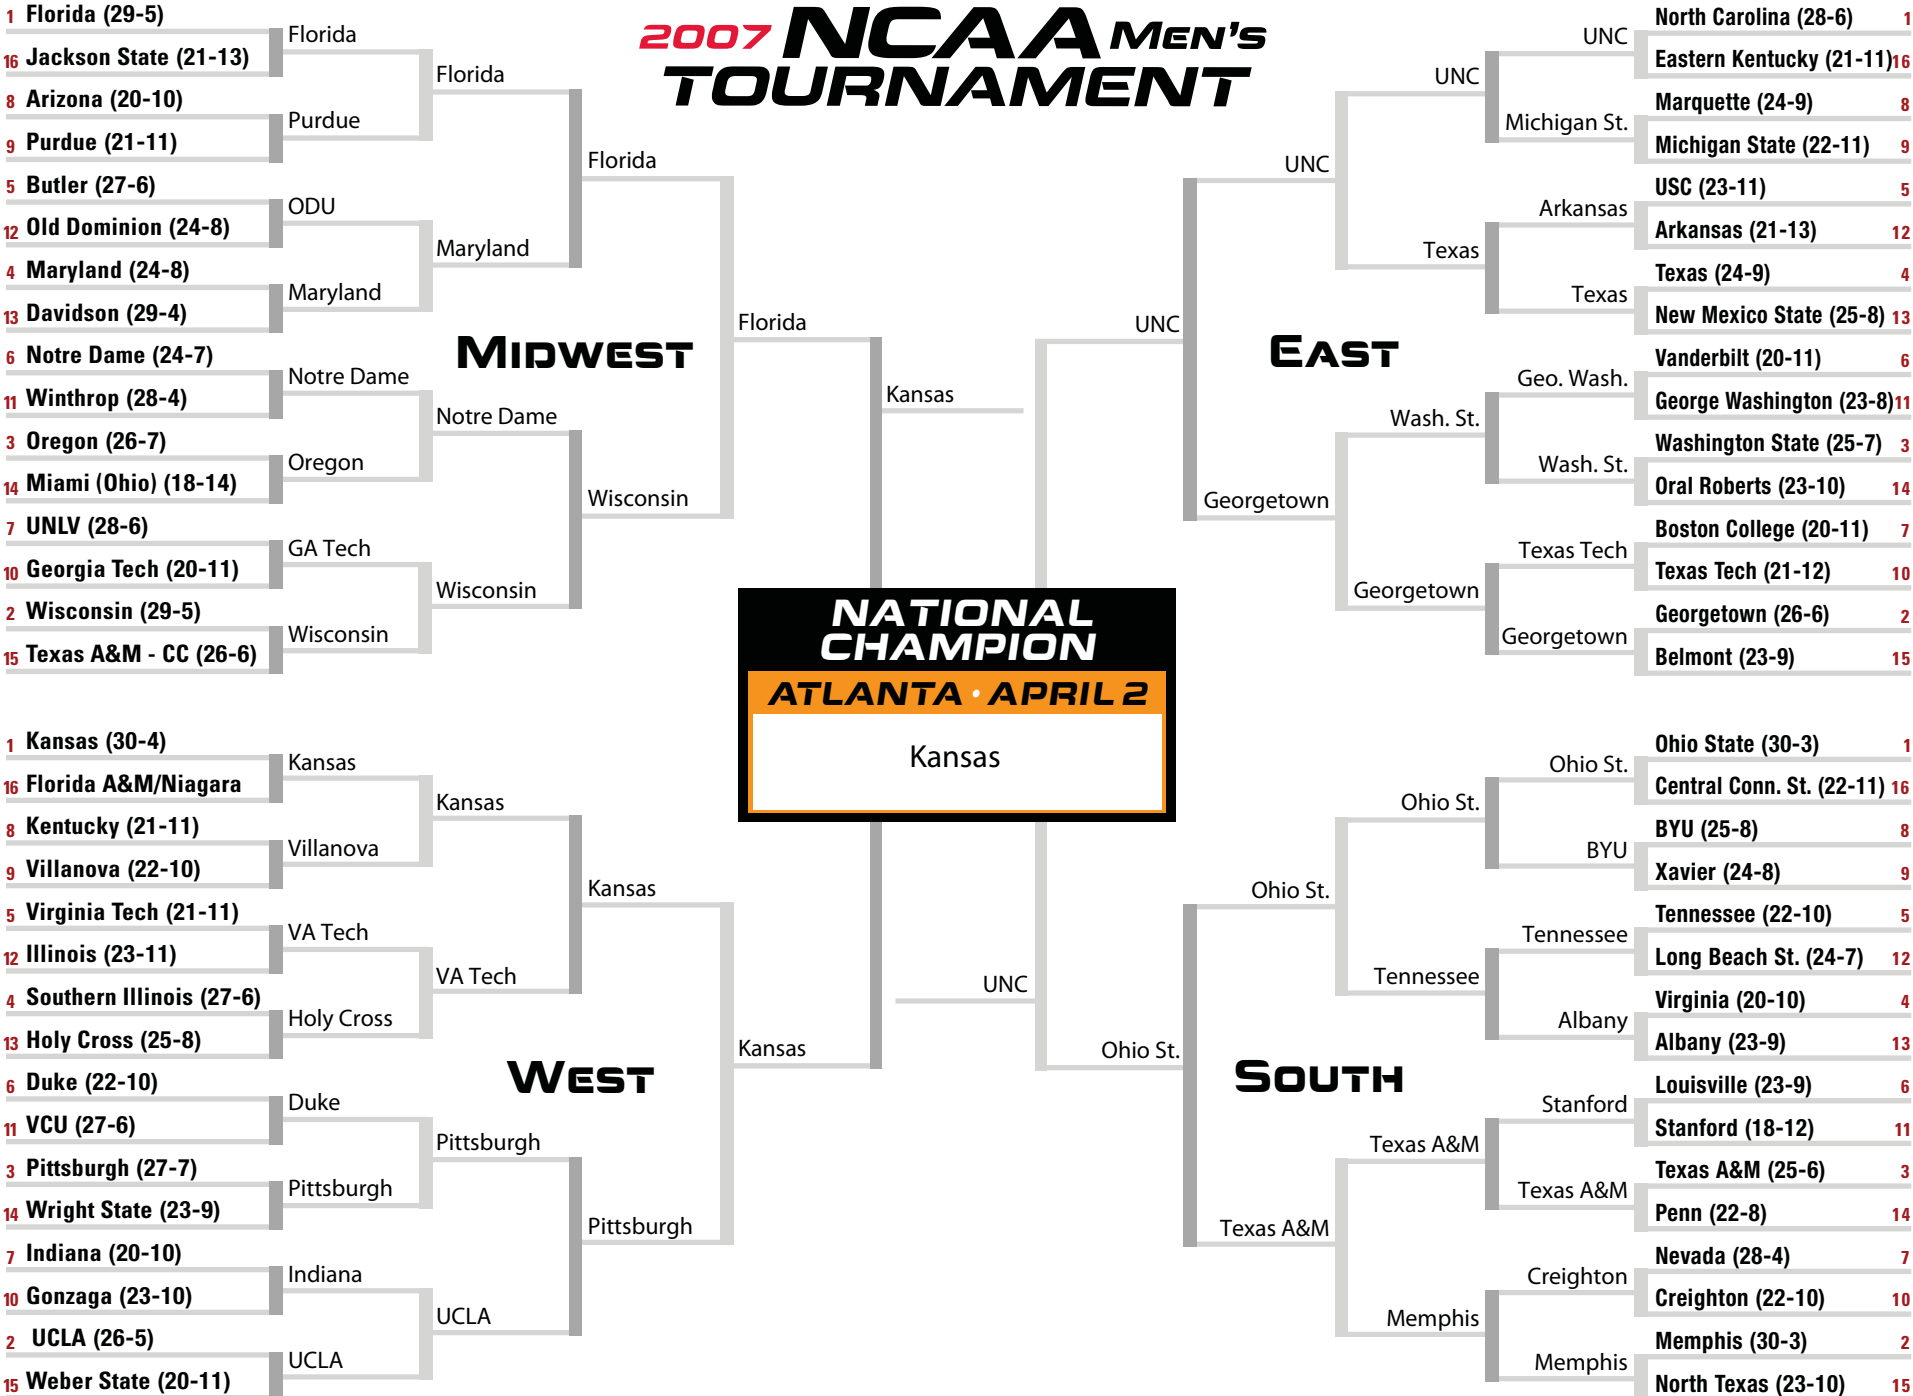 2007 NCAA MEN'S
TOURNAMENT
1 Florida (29-5)
16 Jackson State (21-13)
8 Arizona (20-10)
9 Purdue (21-11)
5 Butler (27-6)
12 Old Dominion (24-8)
4 Maryland (24-8)
13 Davidson (29-4)
6 Notre Dame (24-7)
11 Winthrop (28-4)
3 Oregon (26-7)
14 Miami (Ohio) (18-14)
7 UNLV (28-6)
10 Georgia Tech (20-11)
2 Wisconsin (29-5)
15 Texas A&M - CC (26-6)
Florida
Purdue
ODU
Maryland
Notre Dame
Oregon
GA Tech
Wisconsin
Florida
Maryland
Notre Dame
Wisconsin
Florida
Wisconsin
Florida
MIDWEST
1 Kansas (30-4)
16 Florida A&M/Niagara
8 Kentucky (21-11)
9 Villanova (22-10)
5 Virginia Tech (21-11)
12 Illinois (23-11)
4 Southern Illinois (27-6)
13 Holy Cross (25-8)
6 Duke (22-10)
11 VCU (27-6)
3 Pittsburgh (27-7)
14 Wright State (23-9)
7 Indiana (20-10)
10 Gonzaga (23-10)
2 UCLA (26-5)
15 Weber State (20-11)
Kansas
Villanova
VA Tech
Holy Cross
Duke
Pittsburgh
Indiana
UCLA
Kansas
VA Tech
Pittsburgh
UCLA
Kansas
Pittsburgh
Kansas
WEST
Kansas
NATIONAL
CHAMPION
ATLANTA · APRIL 2
Kansas
UNC
North Carolina (28-6) 1
Eastern Kentucky (21-11) 16
Marquette (24-9) 8
Michigan State (22-11) 9
USC (23-11) 5
Arkansas (21-13) 12
Texas (24-9) 4
New Mexico State (25-8) 13
Vanderbilt (20-11) 6
George Washington (23-8) 11
Washington State (25-7) 3
Oral Roberts (23-10) 14
Boston College (20-11) 7
Texas Tech (21-12) 10
Georgetown (26-6) 2
Belmont (23-9) 15
UNC
Michigan St.
Arkansas
Texas
Geo. Wash.
Wash. St.
Texas Tech
Georgetown
UNC
Texas
Wash. St.
Georgetown
UNC
Georgetown
UNC
EAST
Ohio State (30-3) 1
Central Conn. St. (22-11) 16
BYU (25-8) 8
Xavier (24-8) 9
Tennessee (22-10) 5
Long Beach St. (24-7) 12
Virginia (20-10) 4
Albany (23-9) 13
Louisville (23-9) 6
Stanford (18-12) 11
Texas A&M (25-6) 3
Penn (22-8) 14
Nevada (28-4) 7
Creighton (22-10) 10
Memphis (30-3) 2
North Texas (23-10) 15
Ohio St.
BYU
Tennessee
Albany
Stanford
Texas A&M
Creighton
Memphis
Ohio St.
Tennessee
Texas A&M
Memphis
Ohio St.
Texas A&M
Ohio St.
SOUTH